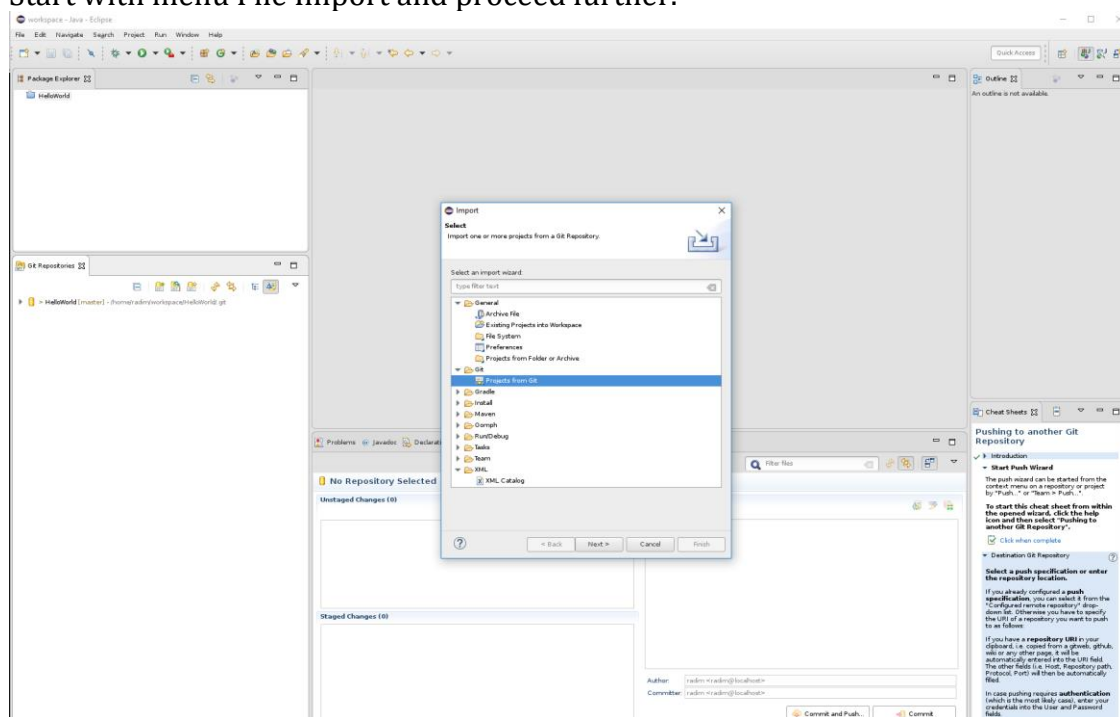 Start with menu File Import and proceed further.
workspace - Java - Eclipse
File Edit Navigate Search Project Run Window Help
Quick Access
Package Explorer
HelloWorld
Outline
An outline is not available.
Import
Select
Import one or more projects from a Git Repository.
Select an import wizard:
type filter text
General
Archive File
Existing Projects into Workspace
File System
Preferences
Projects from Folder or Archive
Git
Projects from Git
Gradle
Install
Maven
Oomph
Run/Debug
Tasks
Team
XML
XML Catalog
< Back Next > Cancel Finish
Git Repositories
> HelloWorld [master] - /home/radim/workspace/HelloWorld/.git
Problems Javadoc Declarat
Filter files
No Repository Selected
Unstaged Changes (0)
Staged Changes (0)
Author: radim <radim@localhost>
Committer: radim <radim@localhost>
Commit and Push... Commit
Cheat Sheets
Pushing to another Git
Repository
Introduction
Start Push Wizard
The push wizard can be started from the
context menu on a repository or project
by "Push..." or "Team > Push...".
To start this cheat sheet from within
the opened wizard, click the help
icon and then select "Pushing to
another Git Repository".
Click when complete
Destination Git Repository
Select a push specification or enter
the repository location.
If you already configured a push
specification, you can select it from the
"Configured remote repository" drop-
down list. Otherwise you have to specify
the URI of a repository you want to push
to as follows:
If you have a repository URI in your
clipboard, i.e. copied from a gitweb, github,
wiki or any other page, it will be
automatically entered into the URI field.
The other fields (i.e. Host, Repository path,
Protocol, Port) will then be automatically
filled.
In case pushing requires authentication
(which is the most likely case), enter your
credentials into the User and Password
fields.